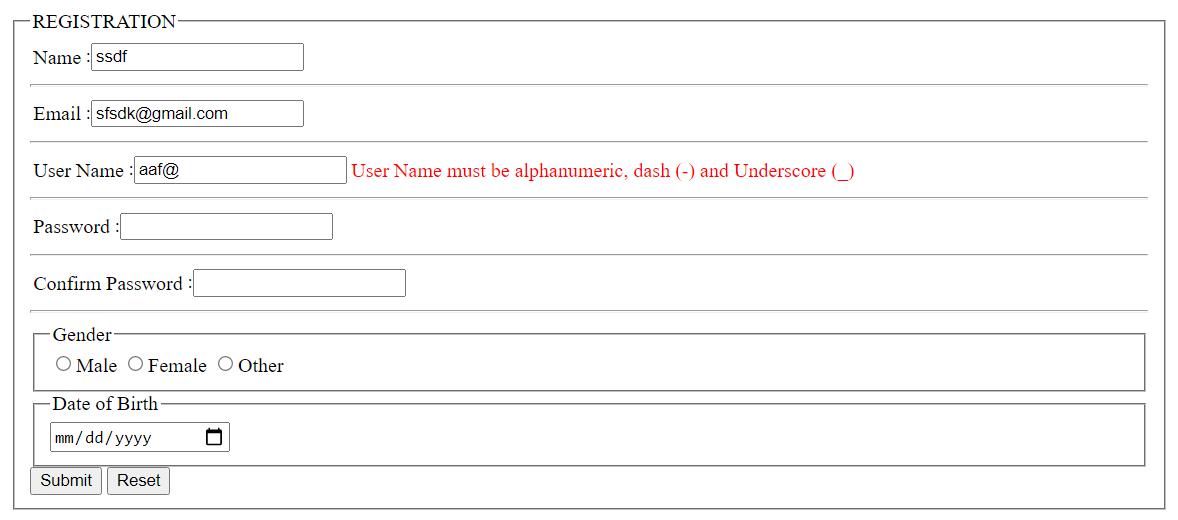 REGISTRATION
Name : ssdf
Email : sfsdk@gmail.com
User Name : aaf@ User Name must be alphanumeric, dash (-) and Underscore (_)
Password :
Confirm Password :
Gender
Male Female Other
Date of Birth
mm/dd/yyyy
Submit Reset